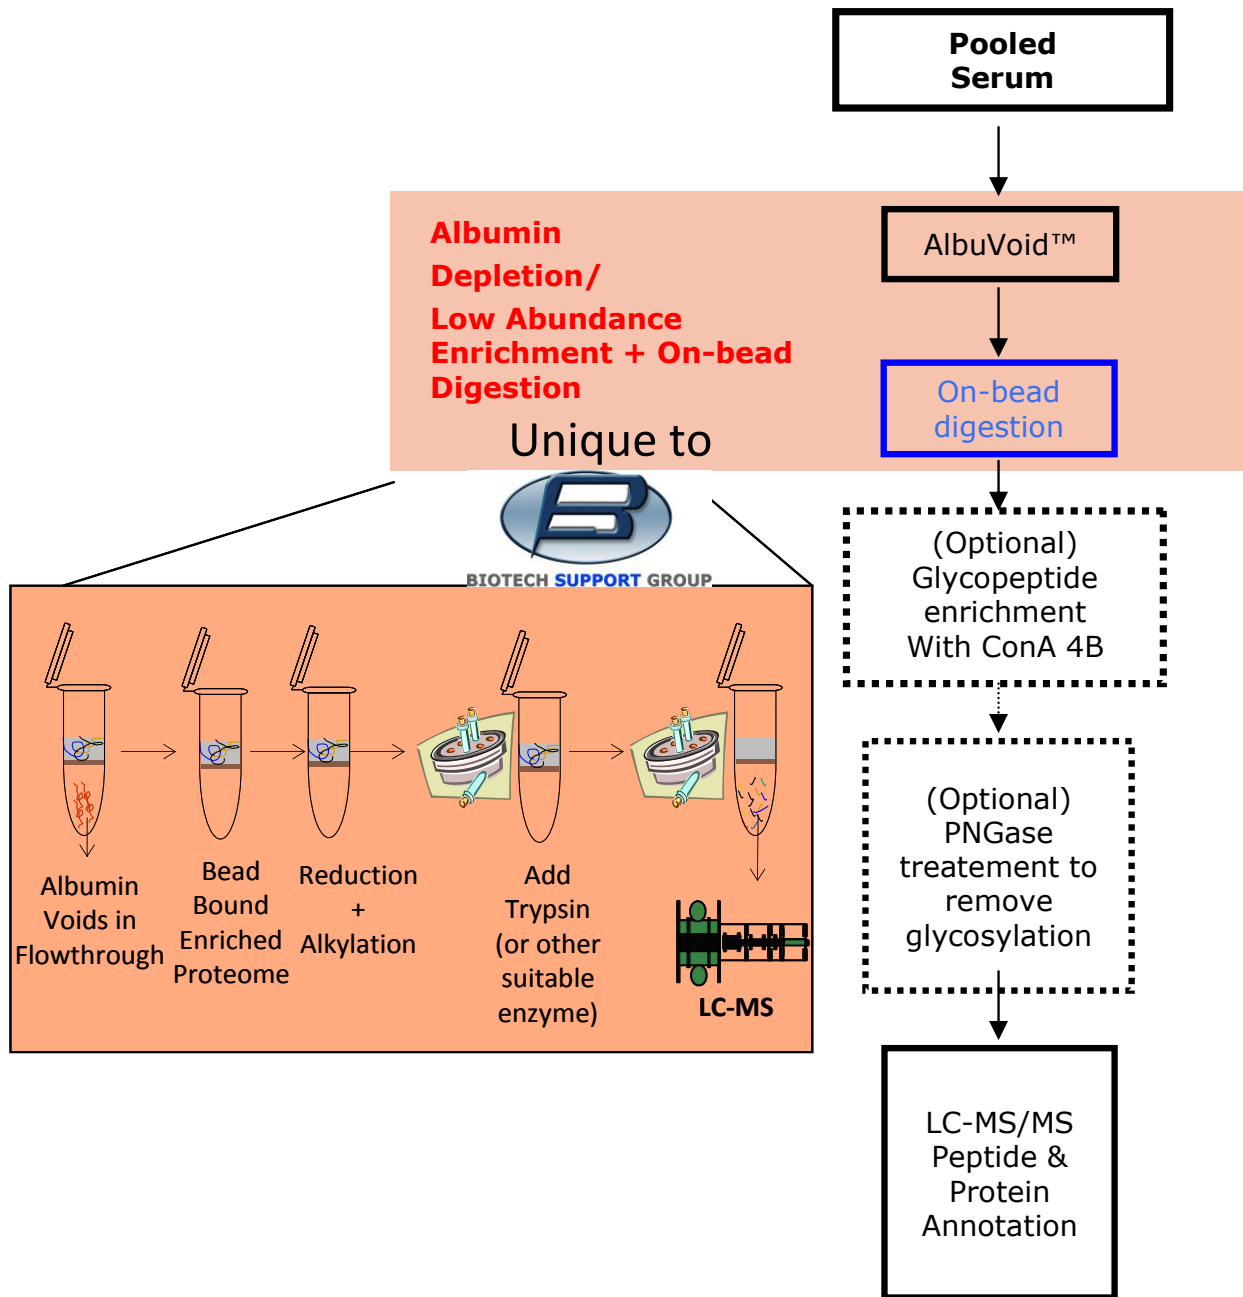 Pooled
Serum
Albumin
Depletion/
Low Abundance
Enrichment + On-bead
Digestion
Unique to
BIOTECH SUPPORT GROUP
AlbuVoid™
On-bead
digestion
(Optional)
Glycopeptide
enrichment
With ConA 4B
(Optional)
PNGase
treatement to
remove
glycosylation
LC-MS/MS
Peptide &
Protein
Annotation
Albumin
Voids in
Flowthrough
Bead
Bound
Enriched
Proteome
Reduction
+
Alkylation
Add
Trypsin
(or other
suitable
enzyme)
LC-MS